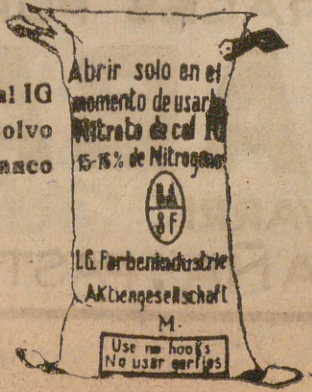 Abrir solo en el
momento de usarlo
al IG
Nitrato de cal IG
olvo
15-16% de Nitrogeno
anco
BA
SF
I.G. Farbenindustrie
Aktiengesellschaft
M.
Use no hooks
No usar garfios